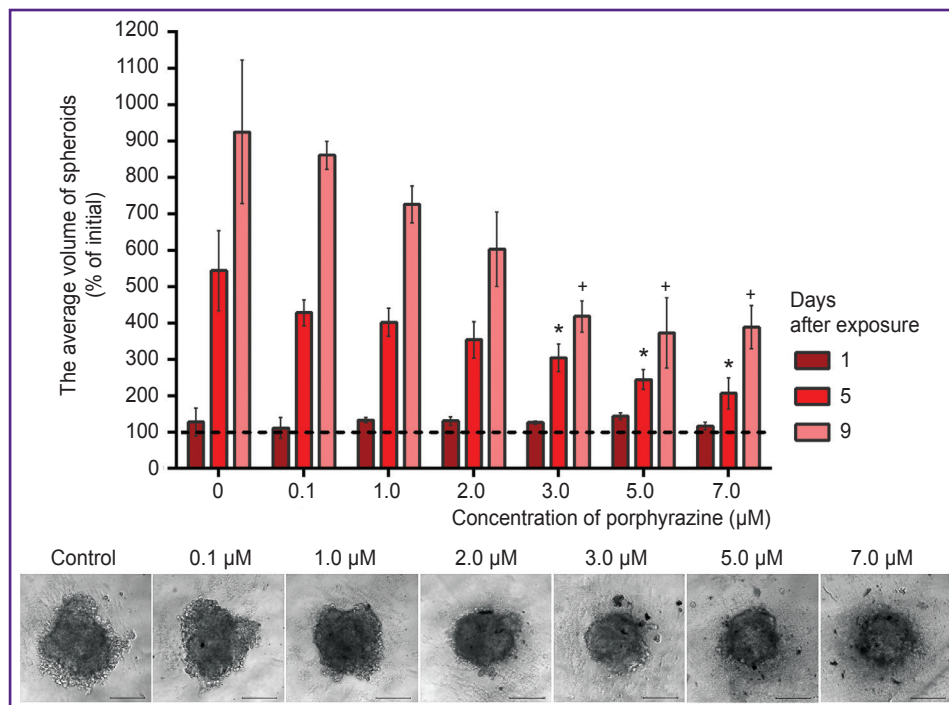 1200
1100
1000
900
800
700
600
500
400
300
200
100
0
The average volume of spheroids
(% of initial)
* * *
+ + +
Days
after exposure
1
5
9
0 0.1 1.0 2.0 3.0 5.0 7.0
Concentration of porphyrazine (µM)
Control 0.1 µM 1.0 µM 2.0 µM 3.0 µM 5.0 µM 7.0 µM